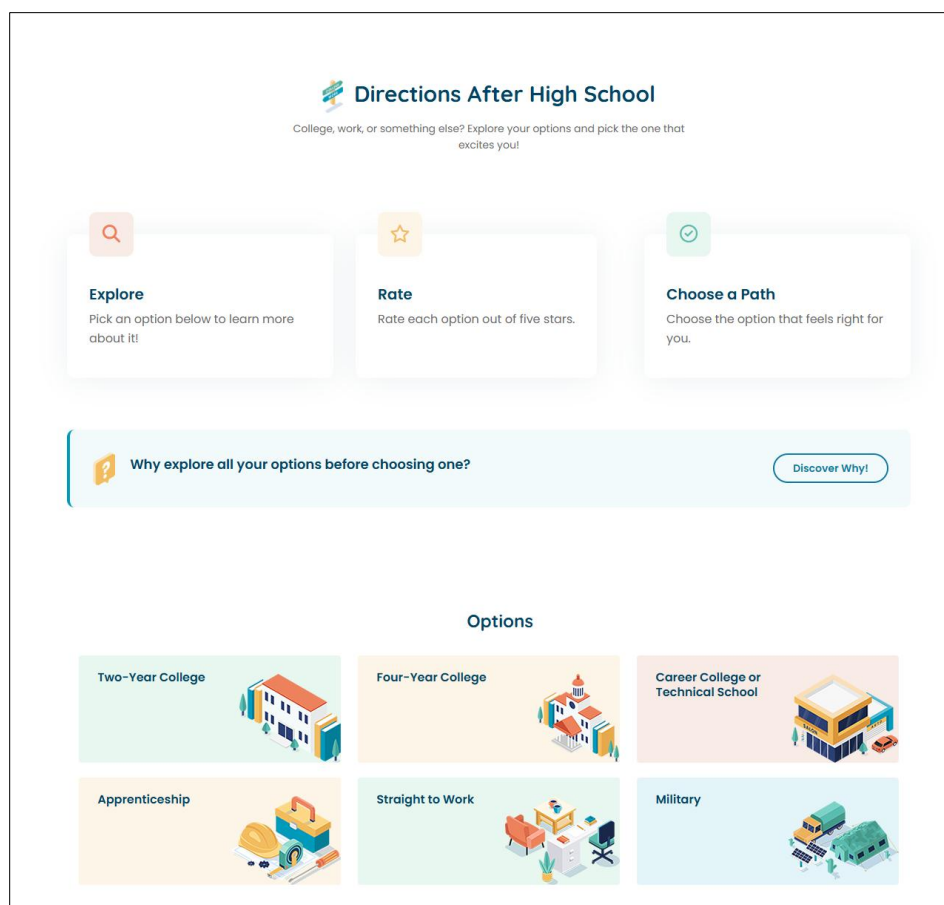 Directions After High School
College, work, or something else? Explore your options and pick the one that
excites you!
Explore
Pick an option below to learn more
about it!
Rate
Rate each option out of five stars.
Choose a Path
Choose the option that feels right for
you.
?
Why explore all your options before choosing one?
Discover Why!
Options
Two-Year College
Four-Year College
Career College or
Technical School
SALON
Apprenticeship
Straight to Work
Military